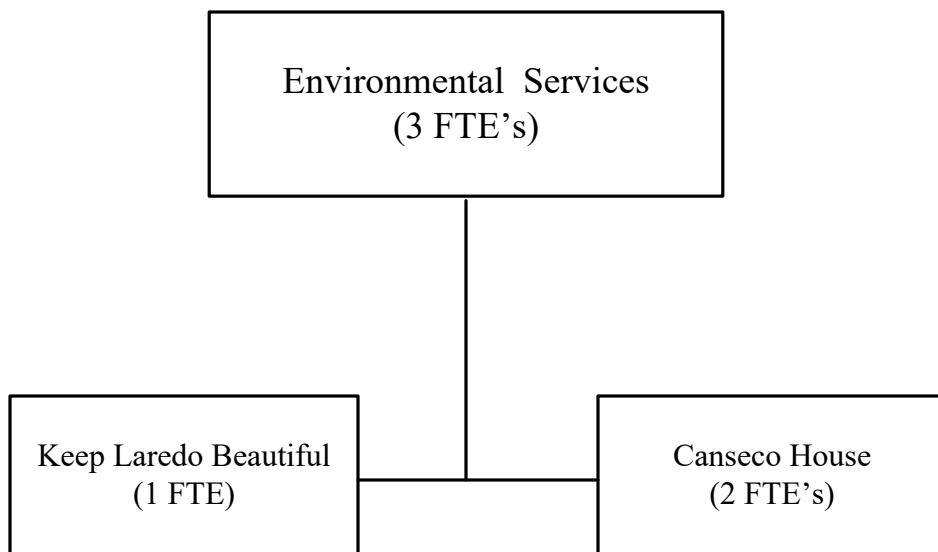 Environmental  Services
(3 FTE’s)
Keep Laredo Beautiful
(1 FTE)
Canseco House
(2 FTE’s)